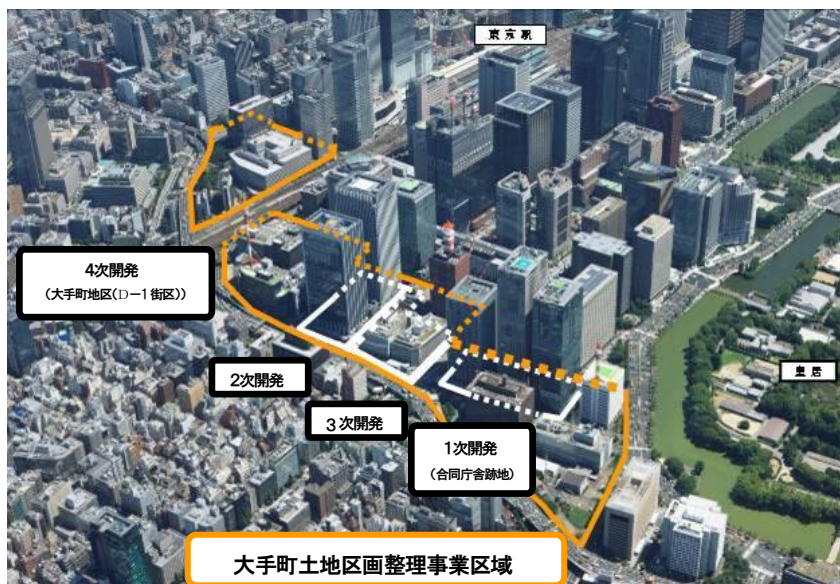 東京駅
4次開発
(大手町地区(D-1街区))
2次開発
3次開発
1次開発
(合同庁舎跡地)
皇居
大手町土地区画整理事業区域